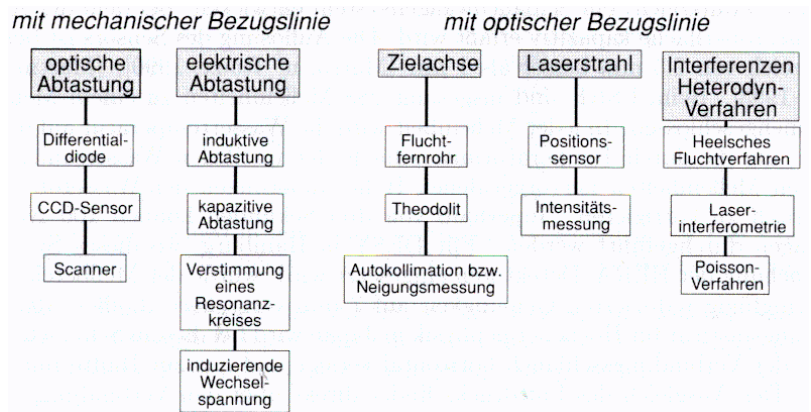 mit mechanischer Bezugslinie
mit optischer Bezugslinie
optische
Abtastung
Differential-
diode
CCD-Sensor
Scanner
elektrische
Abtastung
induktive
Abtastung
kapazitive
Abtastung
Verstimmung
eines
Resonanz-
kreises
induzierende
Wechsel-
spannung
Zielachse
Flucht-
fernrohr
Theodolit
Autokollimation bzw.
Neigungsmessung
Laserstrahl
Positions-
sensor
Intensitäts-
messung
Interferenzen
Heterodyn-
Verfahren
Heelsches
Fluchtverfahren
Laser-
interferometrie
Poisson-
Verfahren